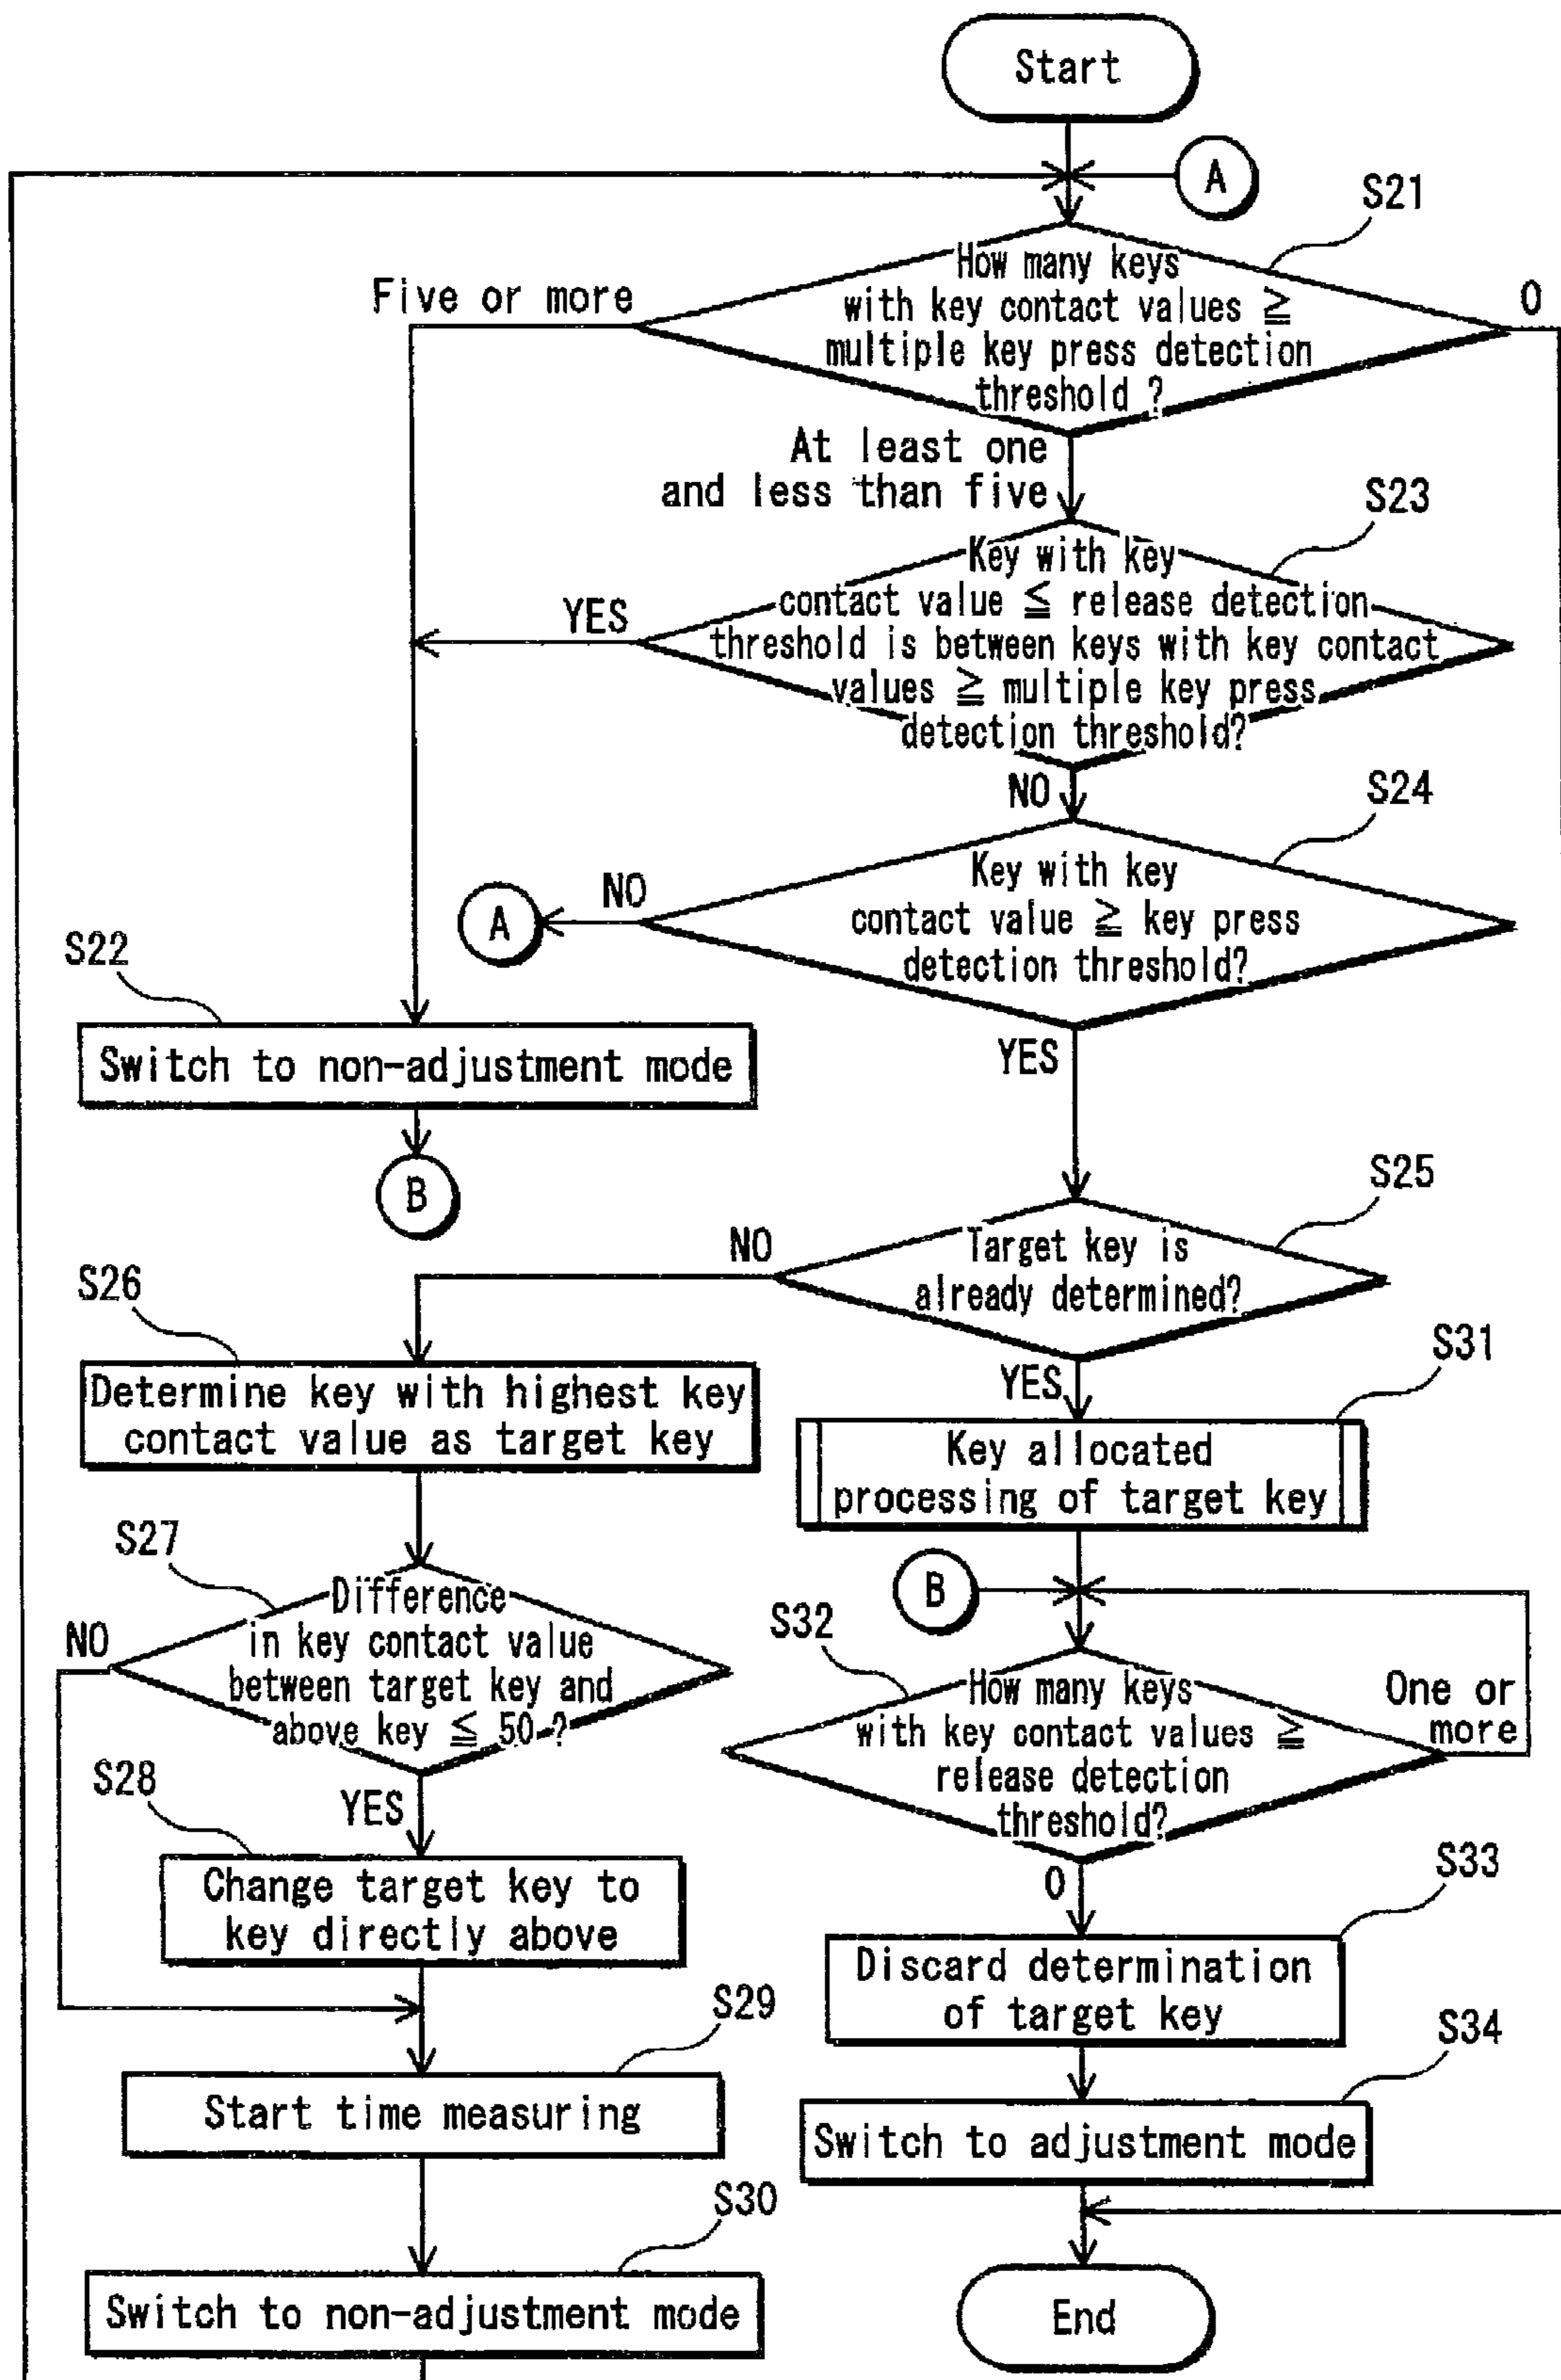 Start
A
S21
How many keys
with key contact values ≧
multiple key press detection
threshold ?
Five or more
0
At least one
and less than five
S23
Key with key
contact value ≦ release detection
threshold is between keys with key contact
values ≧ multiple key press
detection threshold?
YES
NO
S24
Key with key
contact value ≧ key press
detection threshold?
NO
A
YES
S22
Switch to non-adjustment mode
B
S25
Target key is
already determined?
NO
YES
S26
Determine key with highest key
contact value as target key
S31
Key allocated
processing of target key
S27
Difference
in key contact value
between target key and
above key ≦ 50 ?
NO
YES
B
S32
How many keys
with key contact values ≧
release detection
threshold?
One or
more
0
S28
Change target key to
key directly above
S33
Discard determination
of target key
S29
Start time measuring
S34
Switch to adjustment mode
S30
Switch to non-adjustment mode
End